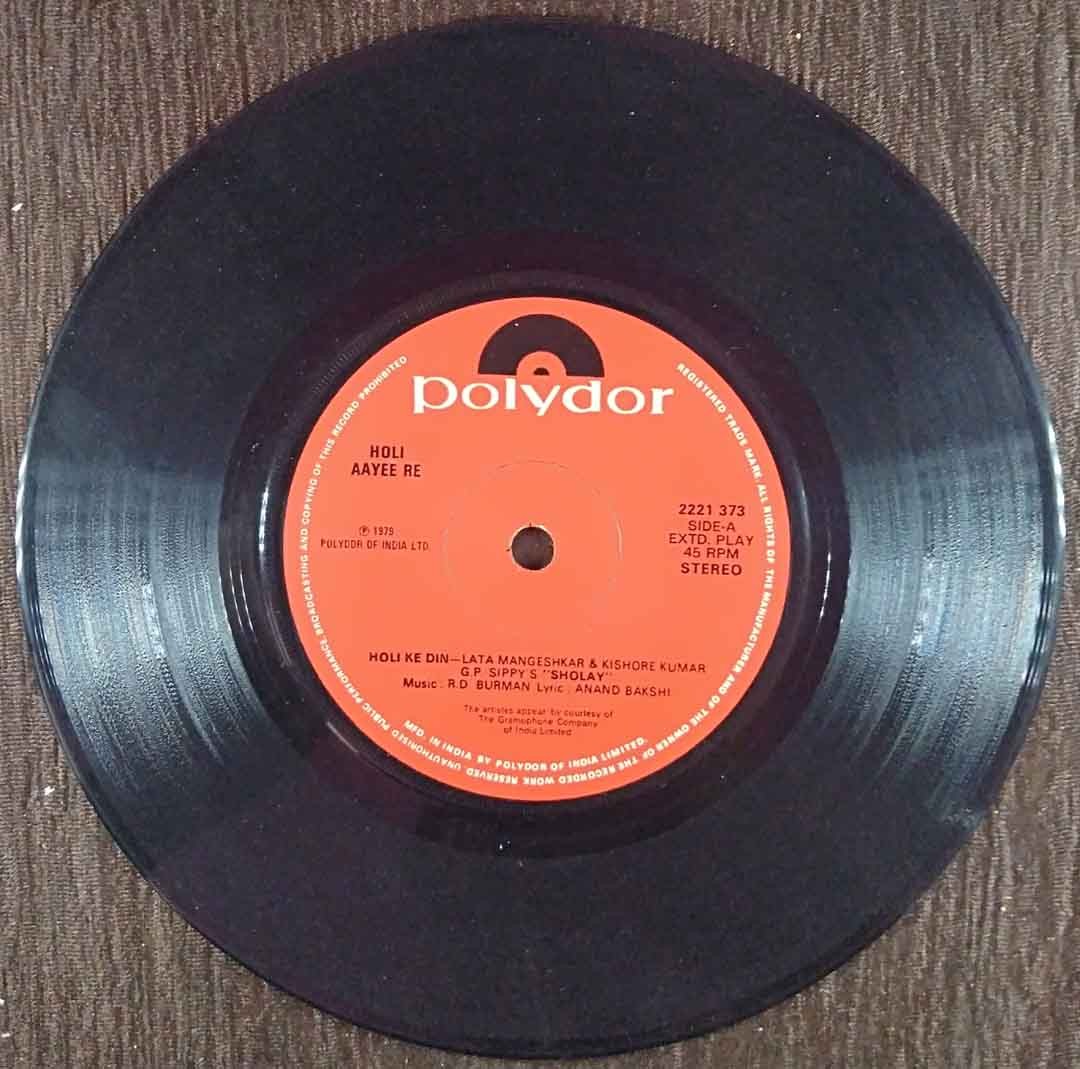 polydor
HOLI
AAYEE RE
℗ 1979
POLYDOR OF INDIA LTD.
2221 373
SIDE-A
EXTD. PLAY
45 RPM
STEREO
HOLI KE DIN—LATA MANGESHKAR & KISHORE KUMAR
G.P. SIPPY'S "SHOLAY"
Music : R.D. BURMAN Lyric : ANAND BAKSHI
The artistes appear by courtesy of
The Gramophone Company
of India Limited
REGISTERED TRADE MARK. ALL RIGHTS OF THE MANUFACTURER AND OF THE OWNER OF THE RECORDED WORK RESERVED. UNAUTHORISED PUBLIC PERFORMANCE, BROADCASTING AND COPYING OF THIS RECORD PROHIBITED
MFD. IN INDIA BY POLYDOR OF INDIA LIMITED.